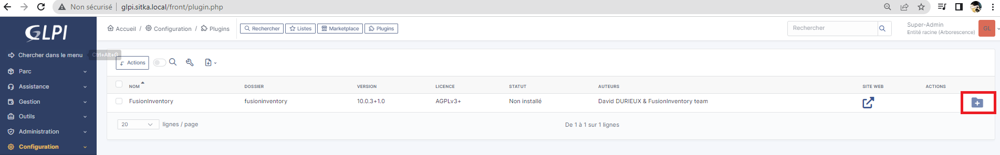 Non sécurisé | glpi.sitka.local/front/plugin.php
GLPI
Accueil / Configuration / Plugins
Rechercher Listes Marketplace Plugins
Rechercher
Super-Admin
Entité racine (Arborescence)
GL
Chercher dans le menu
Ctrl+Alt+G
Parc
Assistance
Gestion
Outils
Administration
Configuration
Actions
NOM DOSSIER VERSION LICENCE STATUT AUTEURS SITE WEB ACTIONS
FusionInventory fusioninventory 10.0.3+1.0 AGPLv3+ Non installé David DURIEUX & FusionInventory team
20 lignes / page De 1 à 1 sur 1 lignes